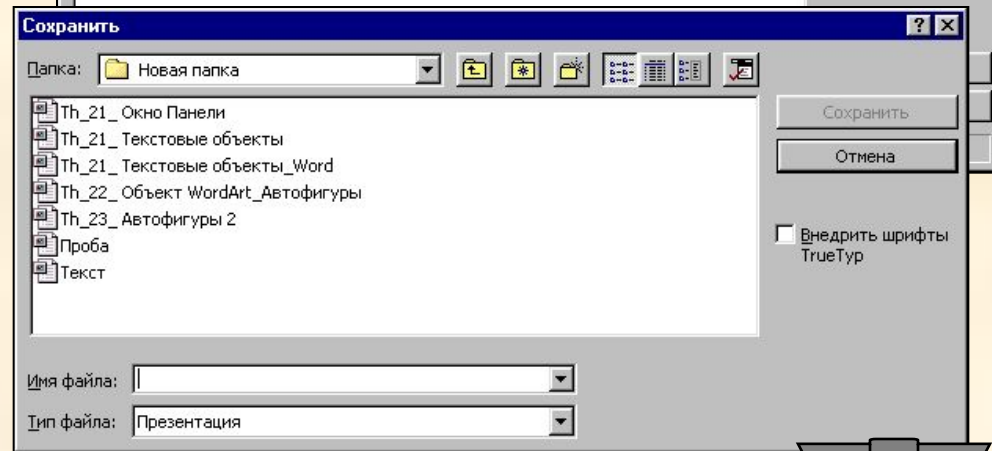 Сохранить
Папка: Новая папка
Th_21_ Окно Панели
Th_21_ Текстовые объекты
Th_21_ Текстовые объекты_Word
Th_22_ Объект WordArt_Автофигуры
Th_23_ Автофигуры 2
Проба
Текст
Сохранить
Отмена
Внедрить шрифты
TrueTyp
Имя файла:
Тип файла: Презентация